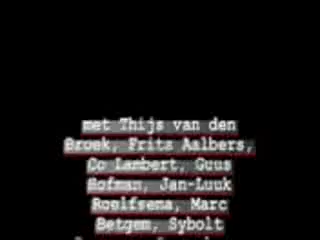 met Thijs van den
Broek, Frits Aalbers,
Co Lambert, Guus
Hofman, Jan-Luuk
Roelfsema, Marc
Betgem, Sybolt